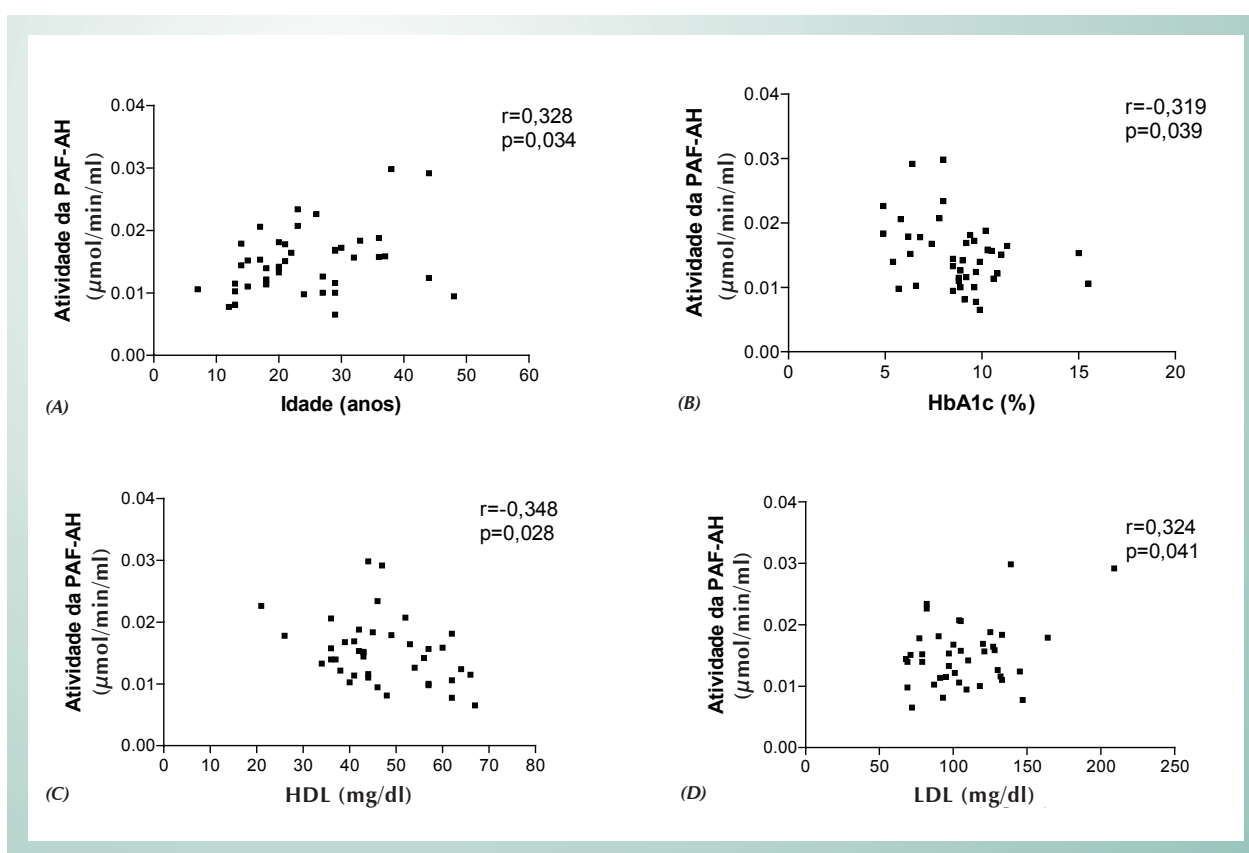 Atividade da PAF-AH
(µmol/min/ml)
0.04
0.03
0.02
0.01
0.00
r=0,328
p=0,034
0 10 20 30 40 50 60
(A)
Idade (anos)
Atividade da PAF-AH
(µmol/min/ml)
0.04
0.03
0.02
0.01
0.00
r=-0,319
p=0,039
0 5 10 15 20
(B)
HbA1c (%)
Atividade da PAF-AH
(µmol/min/ml)
0.04
0.03
0.02
0.01
0.00
r=-0,348
p=0,028
0 10 20 30 40 50 60 70 80
(C)
HDL (mg/dl)
Atividade da PAF-AH
(µmol/min/ml)
0.04
0.03
0.02
0.01
0.00
r=0,324
p=0,041
0 50 100 150 200 250
(D)
LDL (mg/dl)